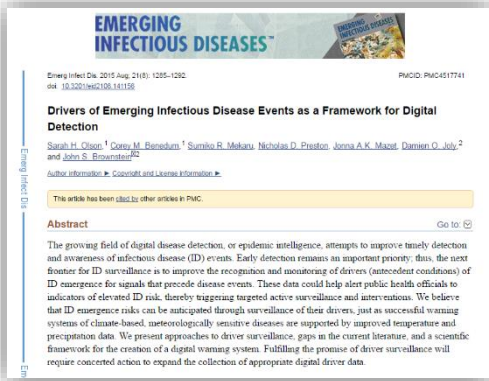 EMERGING
INFECTIOUS DISEASES™
Emerg Infect Dis. 2015 Aug; 21(8): 1285–1292.
PMCID: PMC4517741
doi: 10.3201/eid2108.141156
Drivers of Emerging Infectious Disease Events as a Framework for Digital
Detection
Sarah H. Olson,1 Corey M. Benedum,1 Sumiko R. Mekaru, Nicholas D. Preston, Jonna A.K. Mazet, Damien O. Joly,2
and John S. Brownstein2
Author information ► Copyright and License information ►
This article has been cited by other articles in PMC.
Abstract
Go to:
The growing field of digital disease detection, or epidemic intelligence, attempts to improve timely detection
and awareness of infectious disease (ID) events. Early detection remains an important priority; thus, the next
frontier for ID surveillance is to improve the recognition and monitoring of drivers (antecedent conditions) of
ID emergence for signals that precede disease events. These data could help alert public health officials to
indicators of elevated ID risk, thereby triggering targeted active surveillance and interventions. We believe
that ID emergence risks can be anticipated through surveillance of their drivers, just as successful warning
systems of climate-based, meteorologically sensitive diseases are supported by improved temperature and
precipitation data. We present approaches to driver surveillance, gaps in the current literature, and a scientific
framework for the creation of a digital warning system. Fulfilling the promise of driver surveillance will
require concerted action to expand the collection of appropriate digital driver data.
Emerg Infect Dis
Em